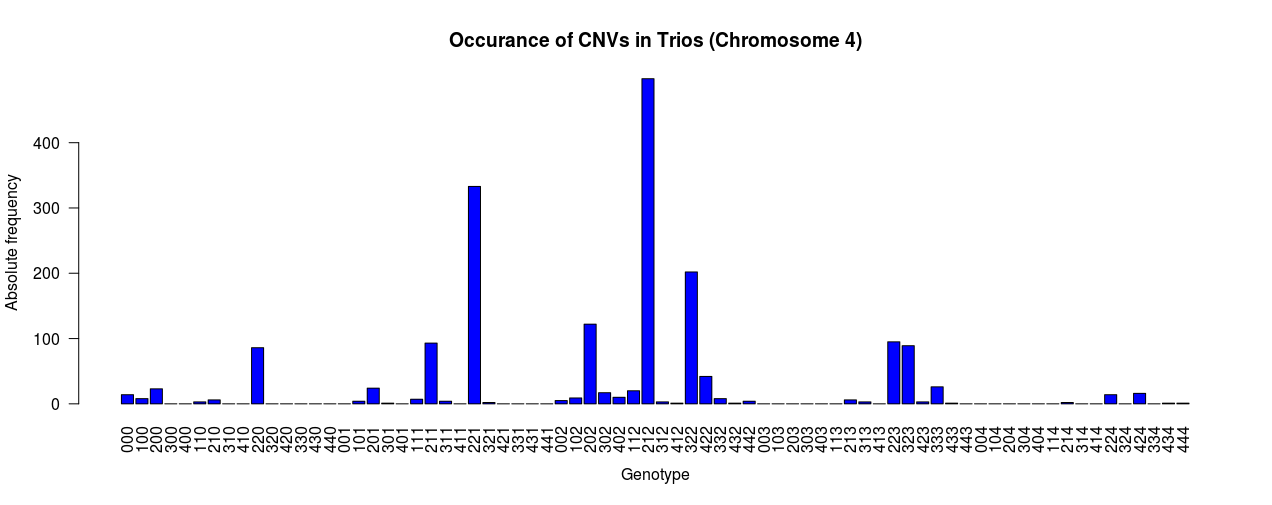 Occurance of CNVs in Trios (Chromosome 4)
Absolute frequency
400
300
200
100
0
000 100 200 300 400 110 210 310 410 220 320 420 330 430 440 001 101 201 301 401 111 211 311 411 221 321 421 331 431 441 002 102 202 302 402 112 212 312 412 322 422 332 432 442 003 103 203 303 403 113 213 313 413 223 323 423 333 433 443 004 104 204 304 404 114 214 314 414 224 324 424 334 434 444
Genotype